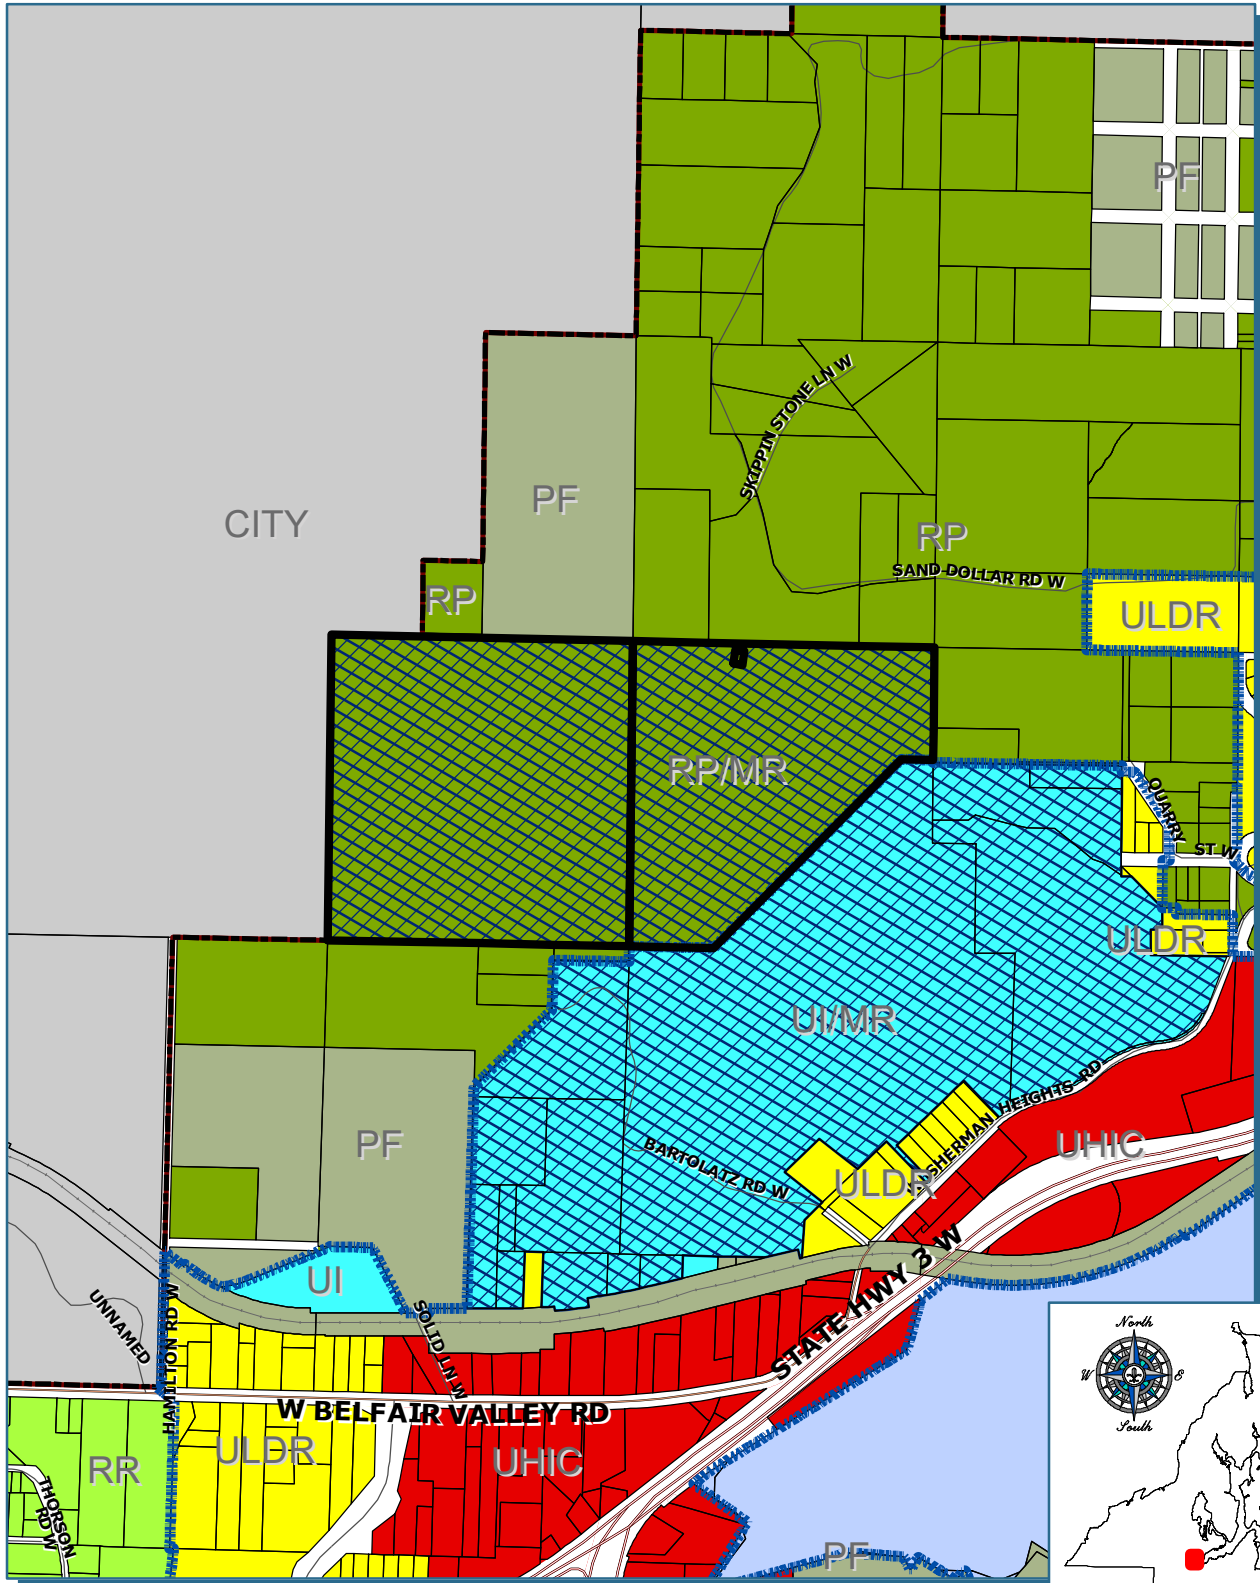 PF
SKIPPIN STONE LN W
PF
CITY
RP
SAND DOLLAR RD W
RP
ULDR
RP/MR
QUARRY
ST W
ULDR
UI/MR
SHERMAN HEIGHTS RD
PF
BARTOLATZ RD W
UHIC
ULDR
UI
STATE HWY 3 W
UNNAMED
HAMILTON RD W
SOLID LN W
W BELFAIR VALLEY RD
ULDR
UHIC
RR
THORSON
RD W
PF
North
W
E
South